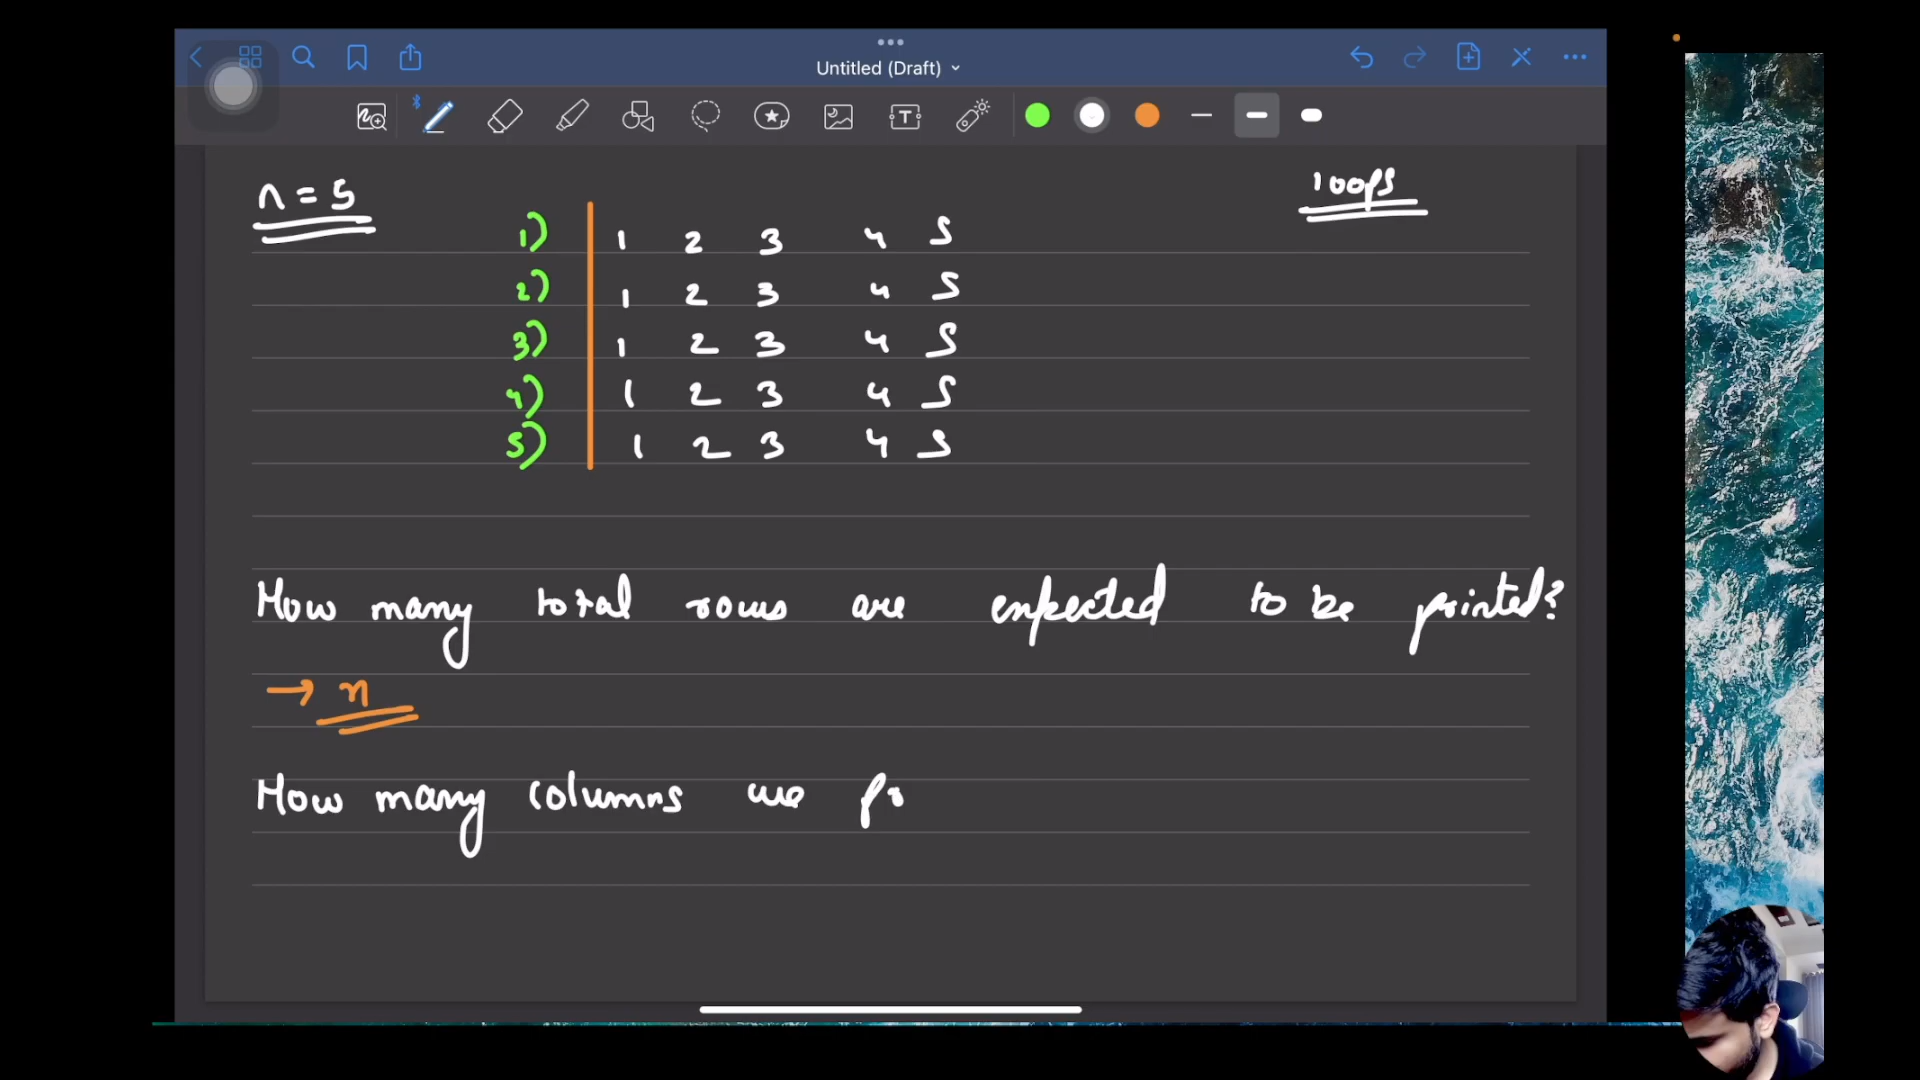 Untitled (Draft)
n = 5
loops
1) 1 2 3 4 5
2) 1 2 3 4 5
3) 1 2 3 4 5
4) 1 2 3 4 5
5) 1 2 3 4 5
How many total rows are expected to be printed?
→ n
How many columns are pr